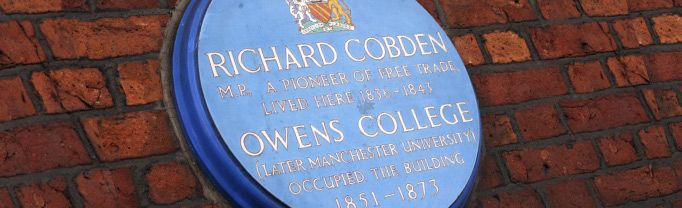 RICHARD COBDEN
M.P., A PIONEER OF FREE TRADE,
LIVED HERE 1836-1843
OWENS COLLEGE
(LATER MANCHESTER UNIVERSITY)
OCCUPIED THE BUILDING
1851-1873